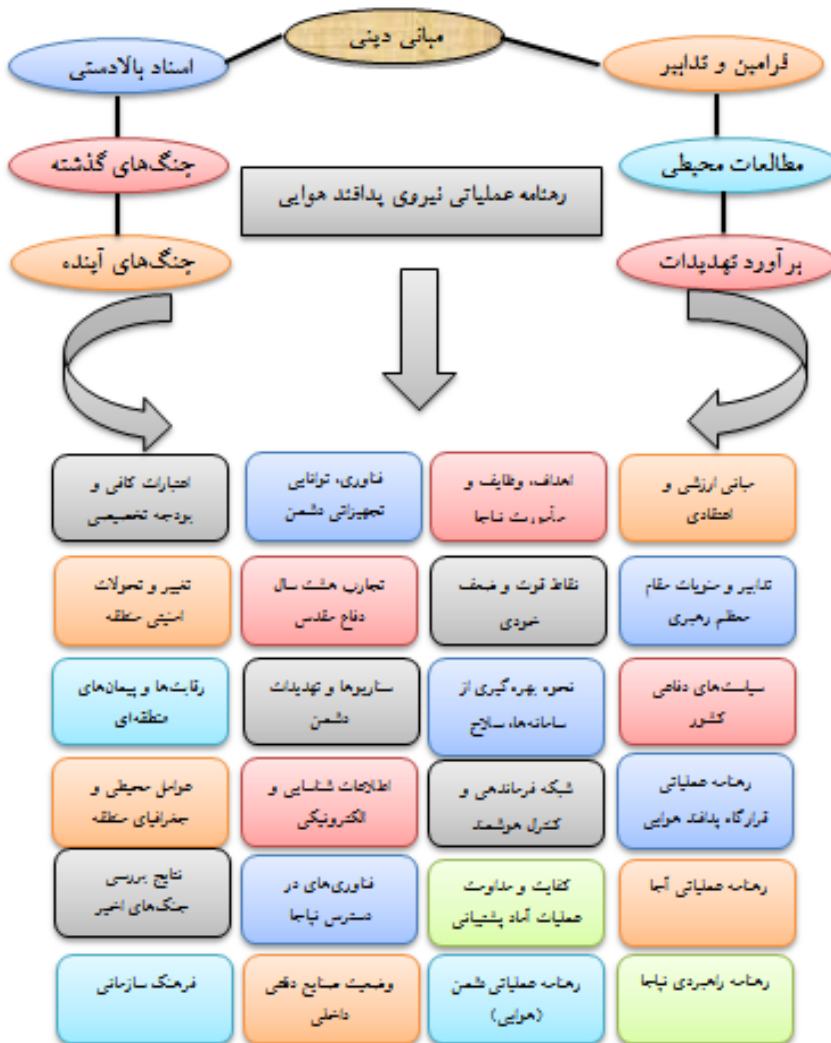 مبانی دینی
فرامین و تدابیر
اسناد بالادستی
مطالعات محیطی
جنگ‌های گذشته
رهنامه عملیاتی نیروی پدافند هوایی
برآورد تهدیدات
جنگ‌های آینده
مبانی ارزشی و
اعتقادی
اهداف، وظایف و
مأموریت نپاجا
فناوری، توانایی
تجهیزاتی دشمن
اعتبارات کافی و
بودجه تخصیصی
تدابیر و منویات مقام
معظم رهبری
نقاط قوت و ضعف
خودی
تجارب هشت سال
دفاع مقدس
تغییر و تحولات
امنیتی منطقه
سیاست‌های دفاعی
کشور
نحوه بهره گیری از
سامانه‌ها، سلاح
سناریوها و تهدیدات
دشمن
رقابت‌ها و پیمان‌های
منطقه‌ای
رهنامه عملیاتی
قرارگاه پدافند هوایی
شبکه فرماندهی و
کنترل هوشمند
اطلاعات شناسایی و
الکترونیکی
عوامل محیطی و
جغرافیای منطقه
رهنامه عملیاتی آجا
کفایت و مداومت
عملیات آماد پشتیبانی
فناوری‌های در
دسترس نپاجا
نتایج بررسی
جنگ‌های اخیر
رهنامه راهبردی نپاجا
رهنامه عملیاتی دشمن
(هوایی)
وضعیت صنایع دفتی
داخلی
فرهنگ سازمانی